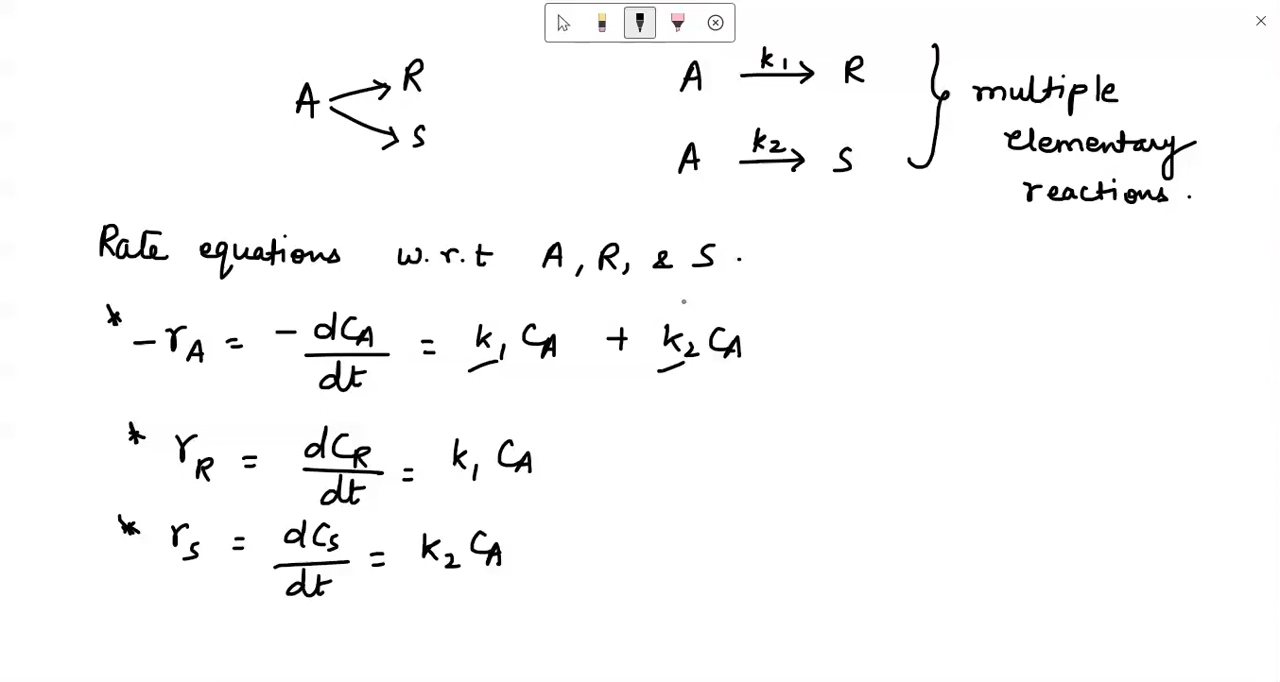 A → R
→ S
A --k1--> R
A --k2--> S
multiple
elementary
reactions.
Rate equations w.r.t A, R, & S.
* -rA = -dCA/dt = k1 CA + k2 CA
* rR = dCR/dt = k1 CA
* rS = dCS/dt = k2 CA